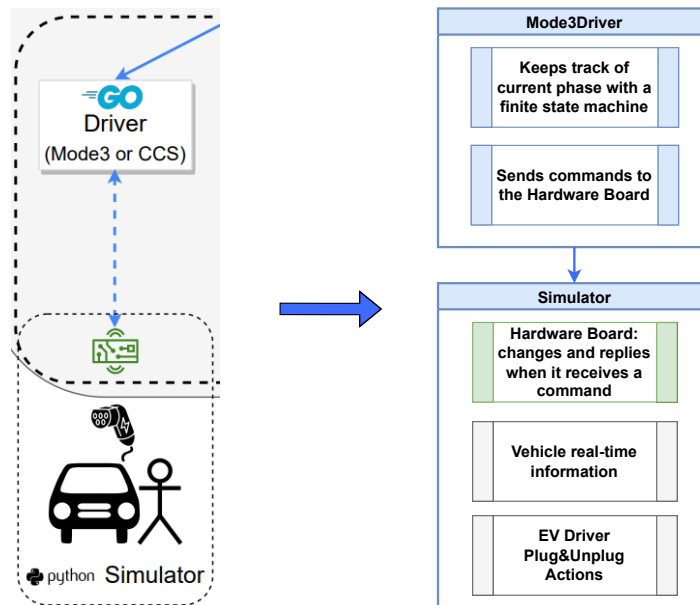 GO
Driver
(Mode3 or CCS)
python Simulator
Mode3Driver
Keeps track of
current phase with a
finite state machine
Sends commands to
the Hardware Board
Simulator
Hardware Board:
changes and replies
when it receives a
command
Vehicle real-time
information
EV Driver
Plug&Unplug
Actions